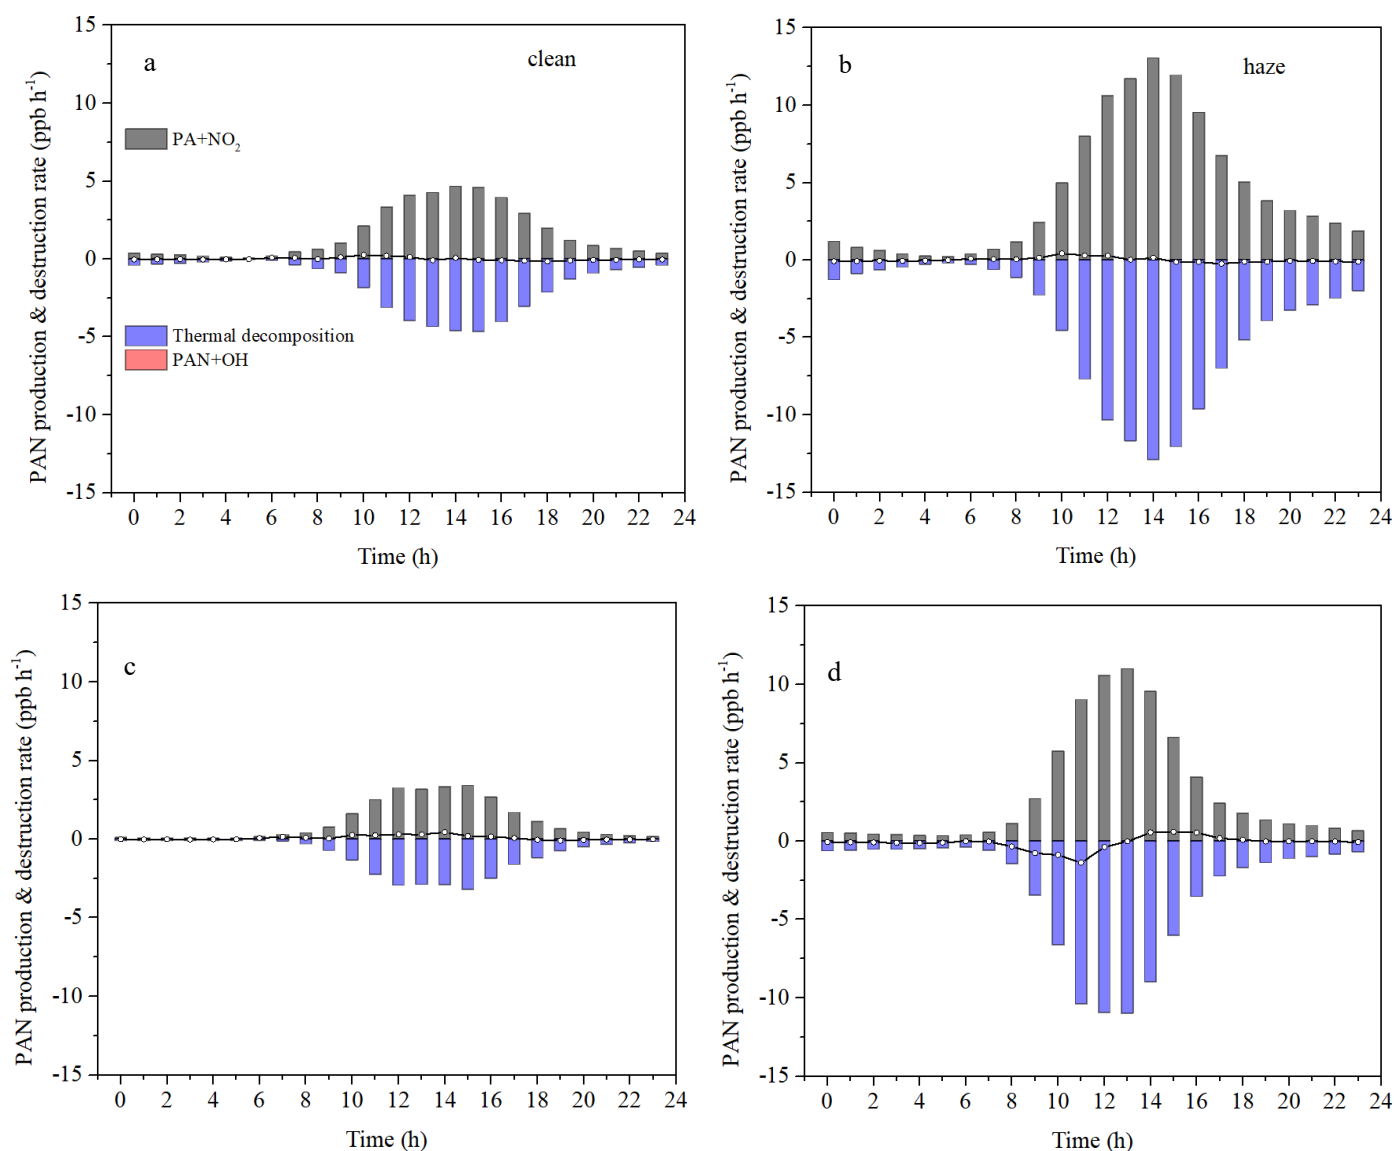 a
clean
PA+NO2
Thermal decomposition
PAN+OH
PAN production & destruction rate (ppb h-1)
15
10
5
0
-5
-10
-15
0 2 4 6 8 10 12 14 16 18 20 22 24
Time (h)
b
haze
PAN production & destruction rate (ppb h-1)
15
10
5
0
-5
-10
-15
0 2 4 6 8 10 12 14 16 18 20 22 24
Time (h)
c
PAN production & destruction rate (ppb h-1)
15
10
5
0
-5
-10
-15
0 2 4 6 8 10 12 14 16 18 20 22 24
Time (h)
d
PAN production & destruction rate (ppb h-1)
15
10
5
0
-5
-10
-15
0 2 4 6 8 10 12 14 16 18 20 22 24
Time (h)